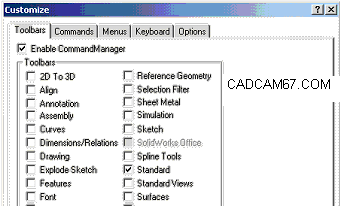 Customize
Toolbars Commands Menus Keyboard Options
Enable CommandManager
Toolbars
2D To 3D
Align
Annotation
Assembly
Curves
Dimensions/Relations
Drawing
Explode Sketch
Features
Font
Reference Geometry
Selection Filter
Sheet Metal
Simulation
Sketch
SolidWorks Office
Spline Tools
Standard
Standard Views
Surfaces
CADCAM67.COM